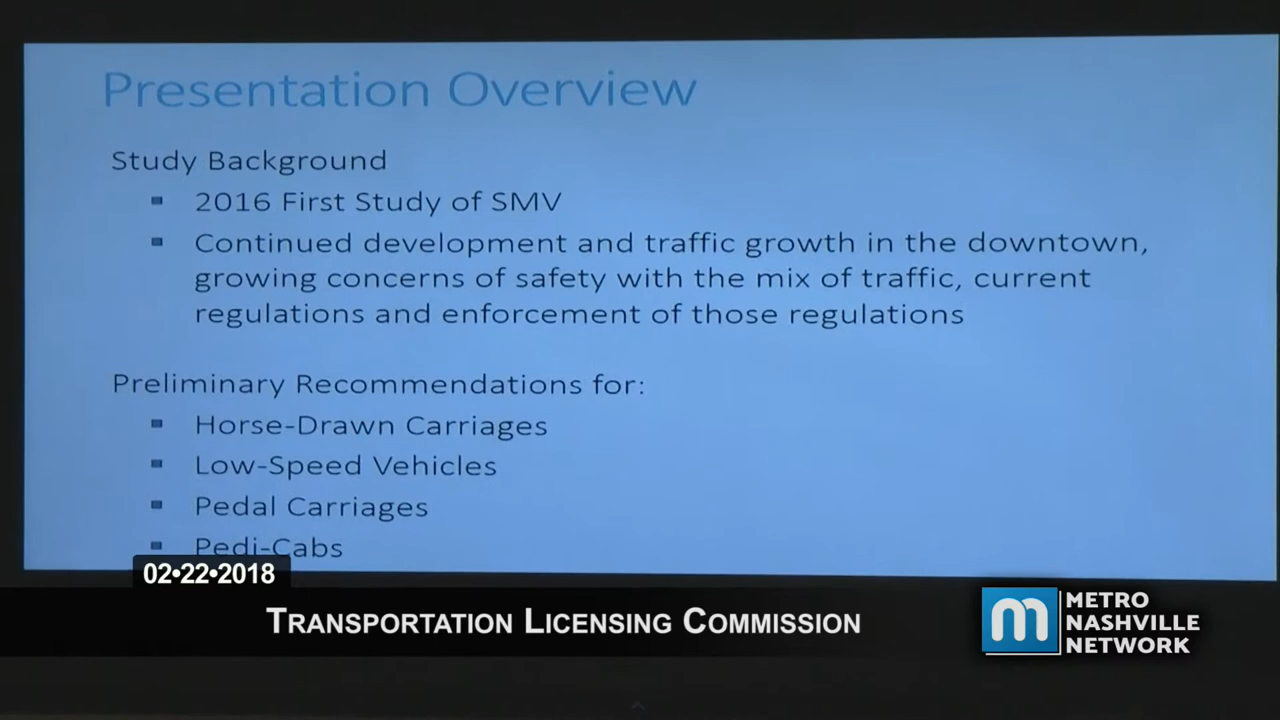 Presentation Overview
Study Background
▪ 2016 First Study of SMV
▪ Continued development and traffic growth in the downtown,
growing concerns of safety with the mix of traffic, current
regulations and enforcement of those regulations
Preliminary Recommendations for:
▪ Horse-Drawn Carriages
▪ Low-Speed Vehicles
▪ Pedal Carriages
▪ Pedi-Cabs
02•22•2018
TRANSPORTATION LICENSING COMMISSION
m
METRO
NASHVILLE
NETWORK